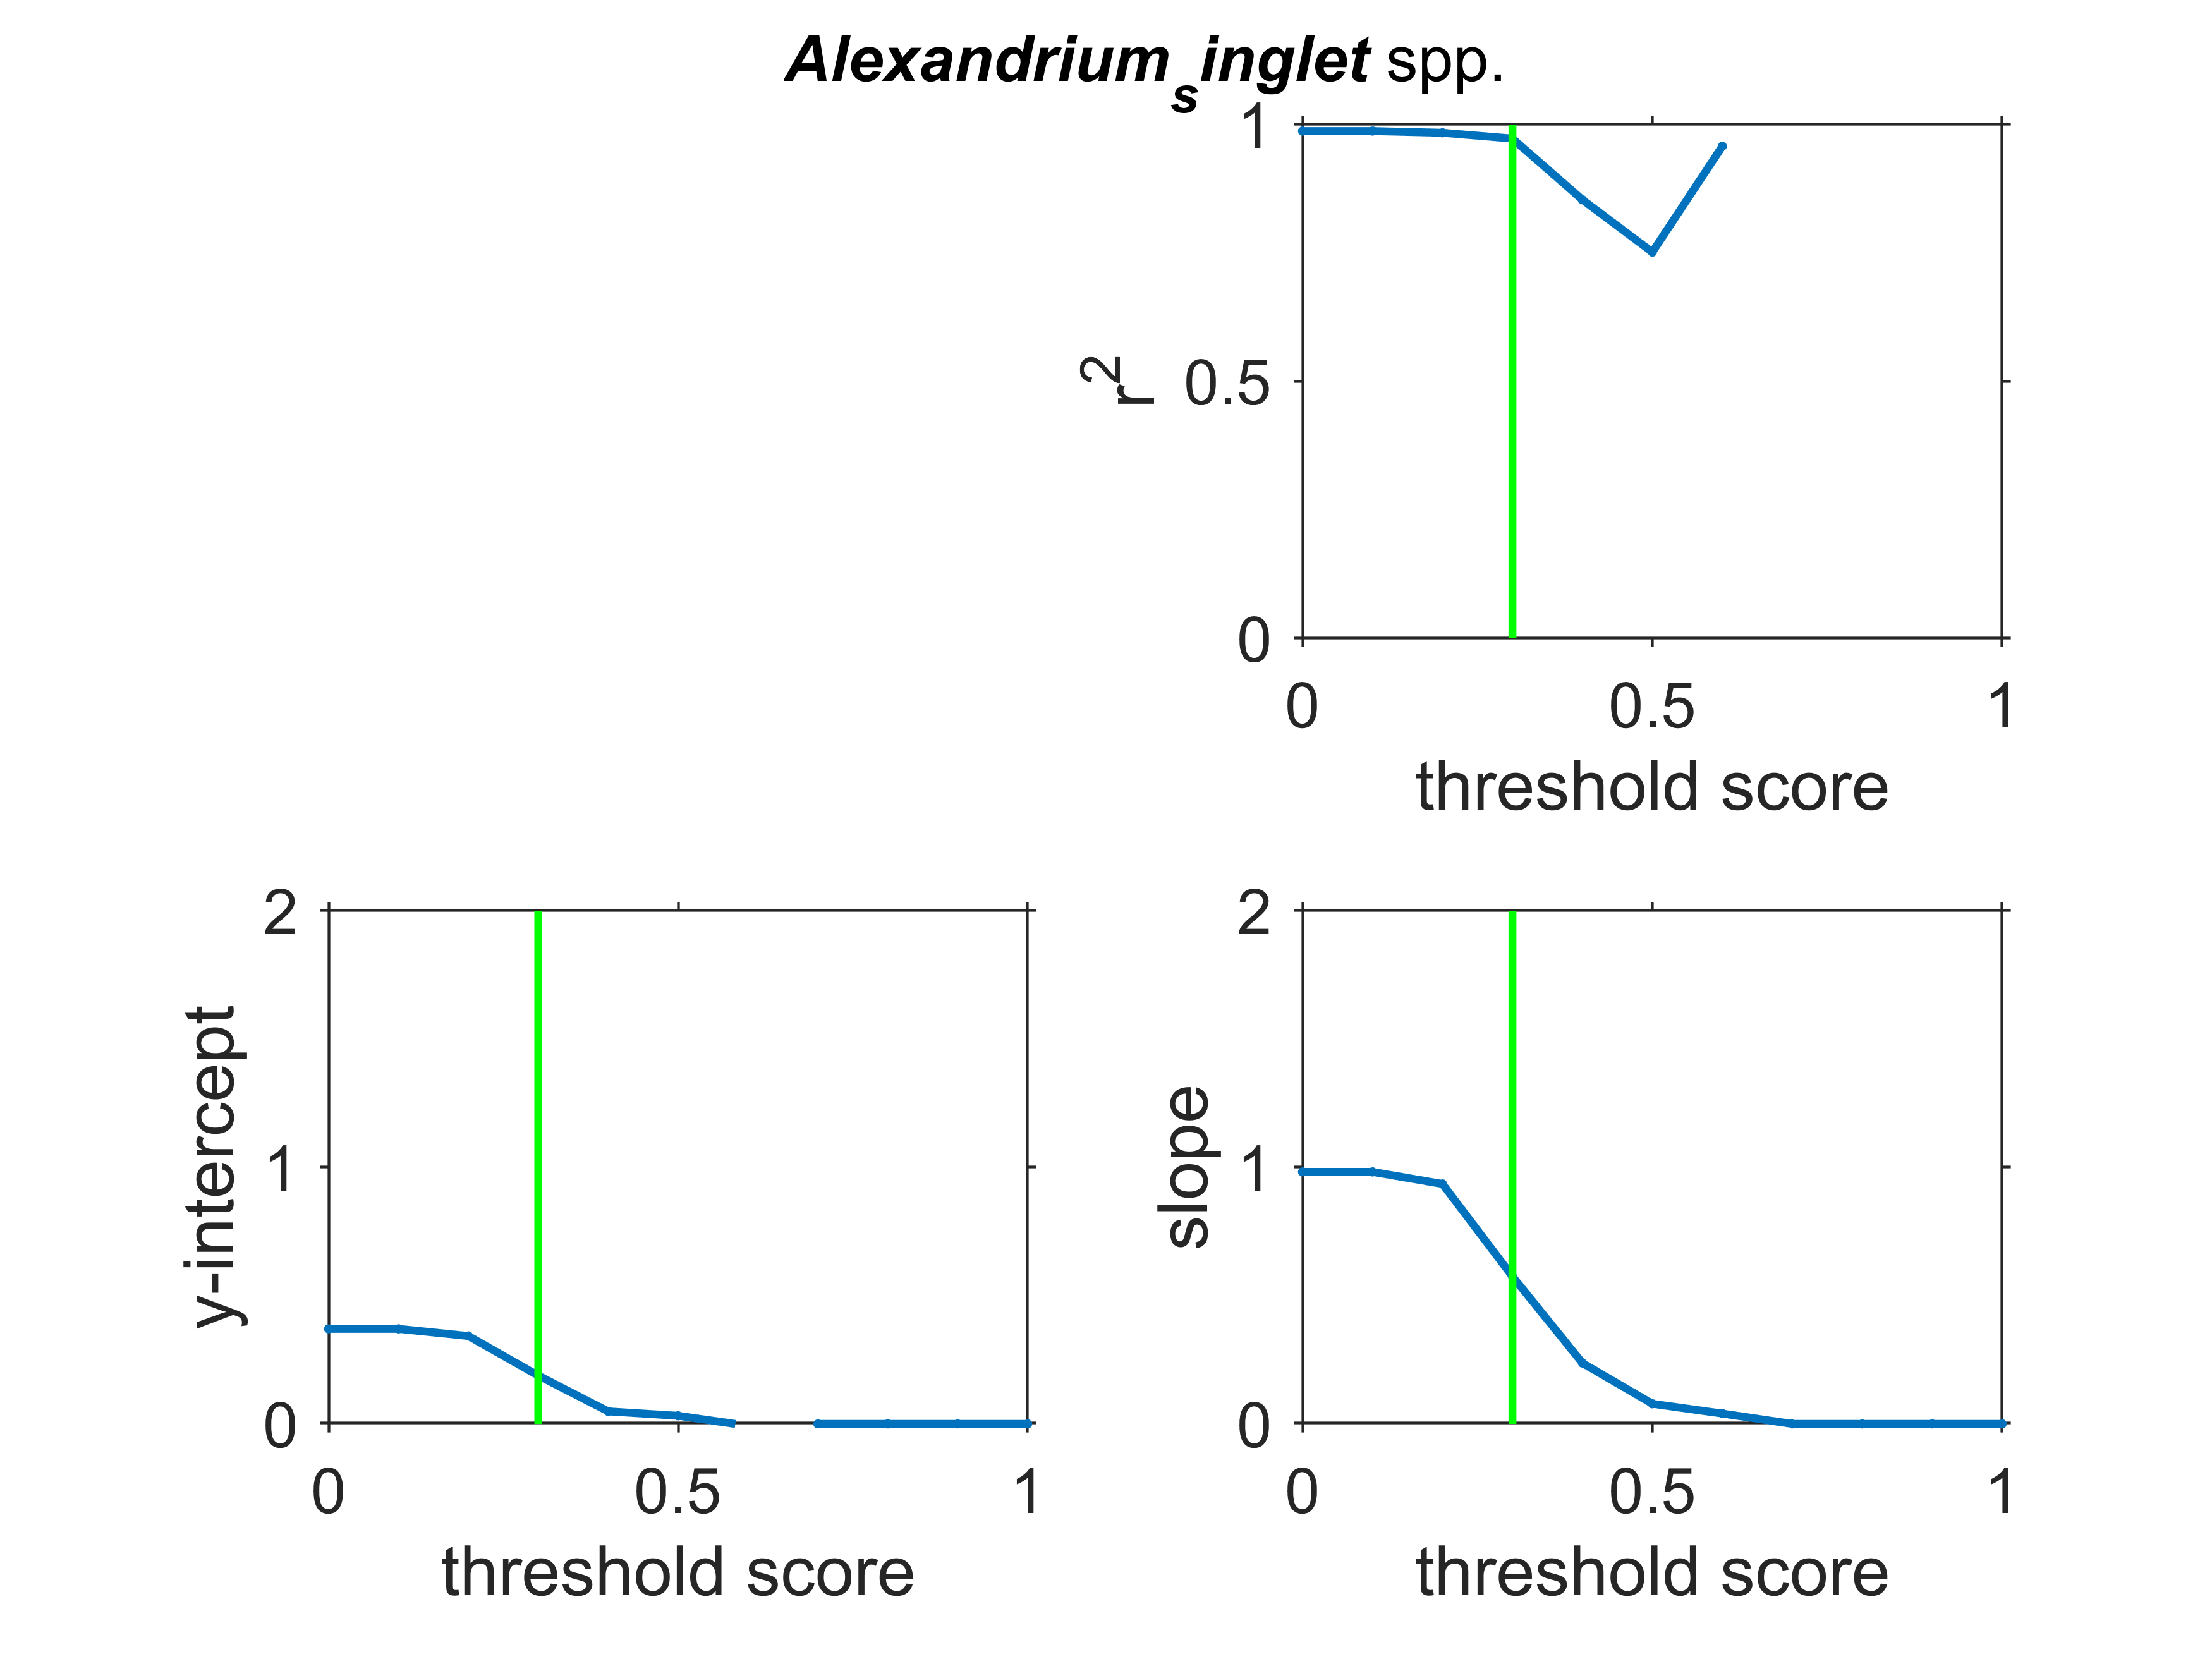 Alexandrium_singlet spp.
1
0.5
0
r²
0 0.5 1
threshold score
2
1
0
y-intercept
0 0.5 1
threshold score
2
1
0
slope
0 0.5 1
threshold score